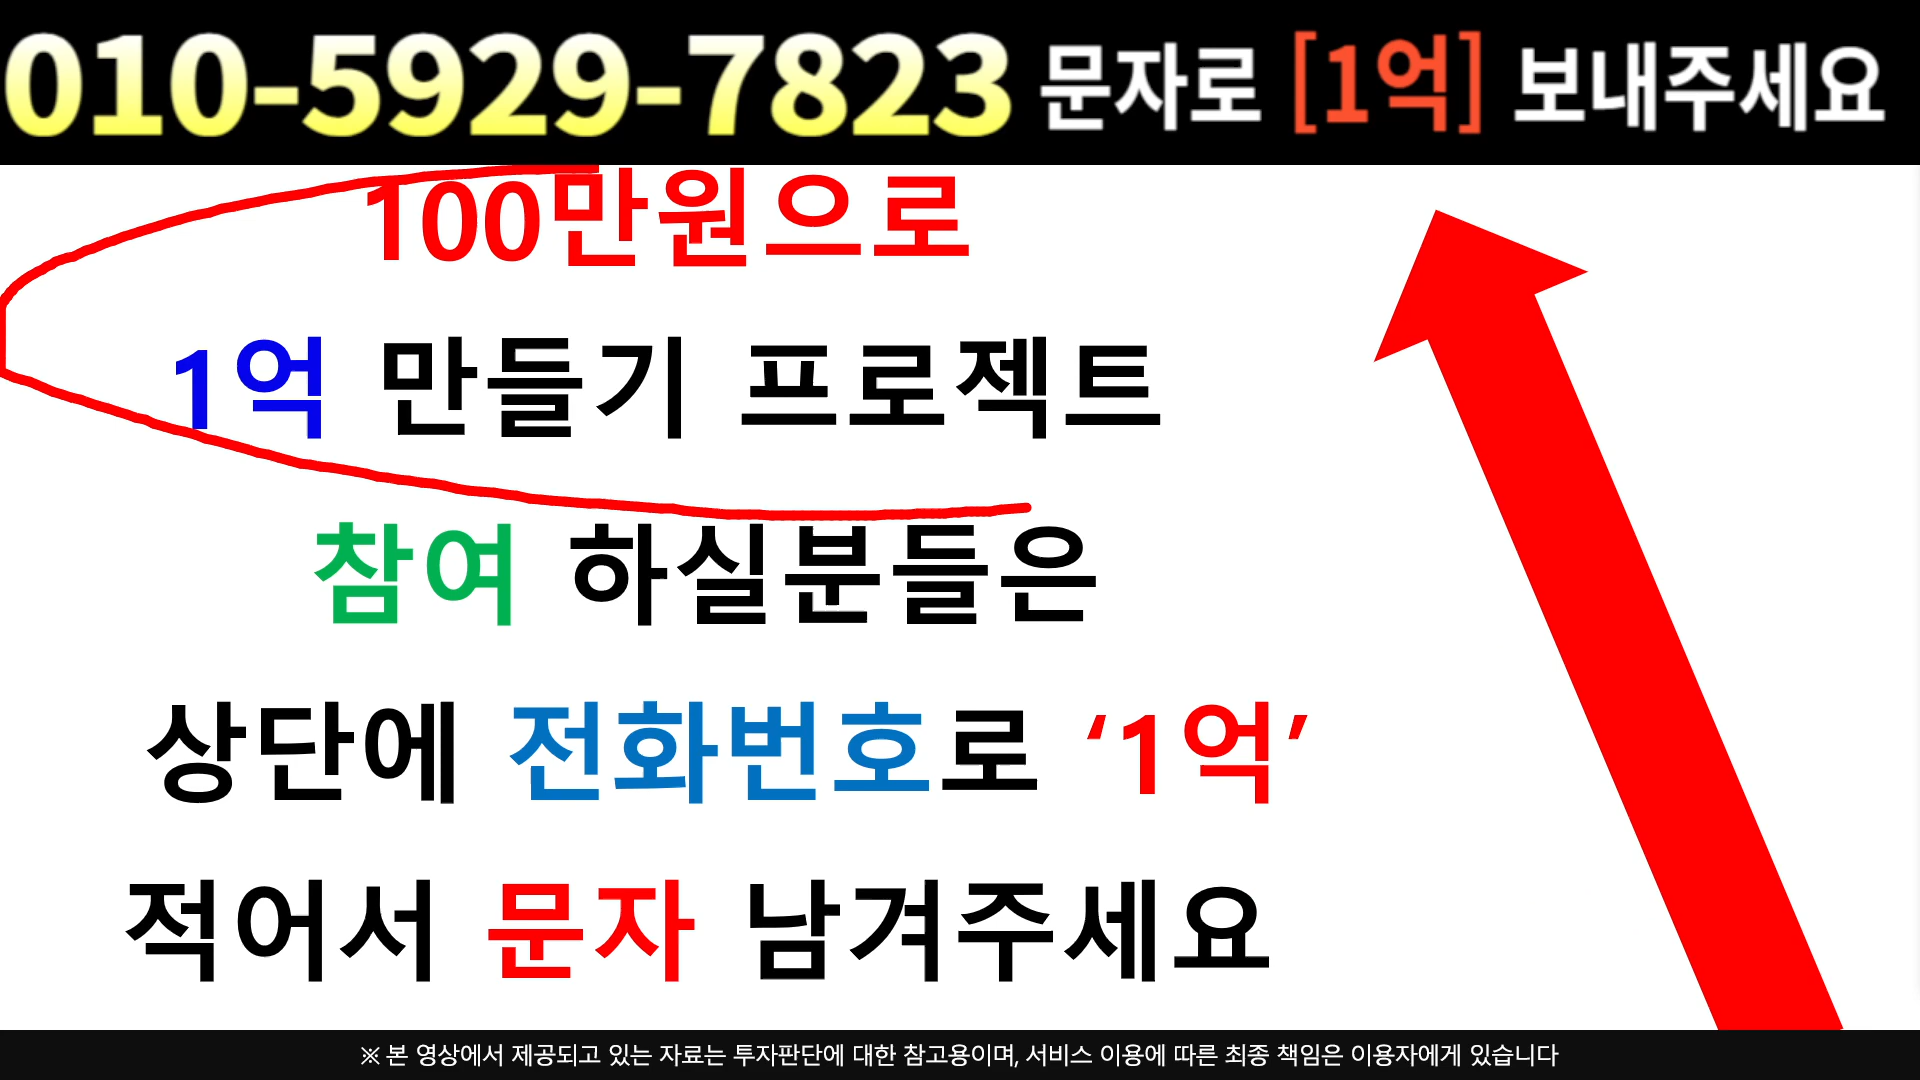 010-5929-7823 문자로 [1억] 보내주세요
100만원으로
1억 만들기 프로젝트
참여 하실분들은
상단에 전화번호로 ‘1억’
적어서 문자 남겨주세요
※ 본 영상에서 제공되고 있는 자료는 투자판단에 대한 참고용이며, 서비스 이용에 따른 최종 책임은 이용자에게 있습니다